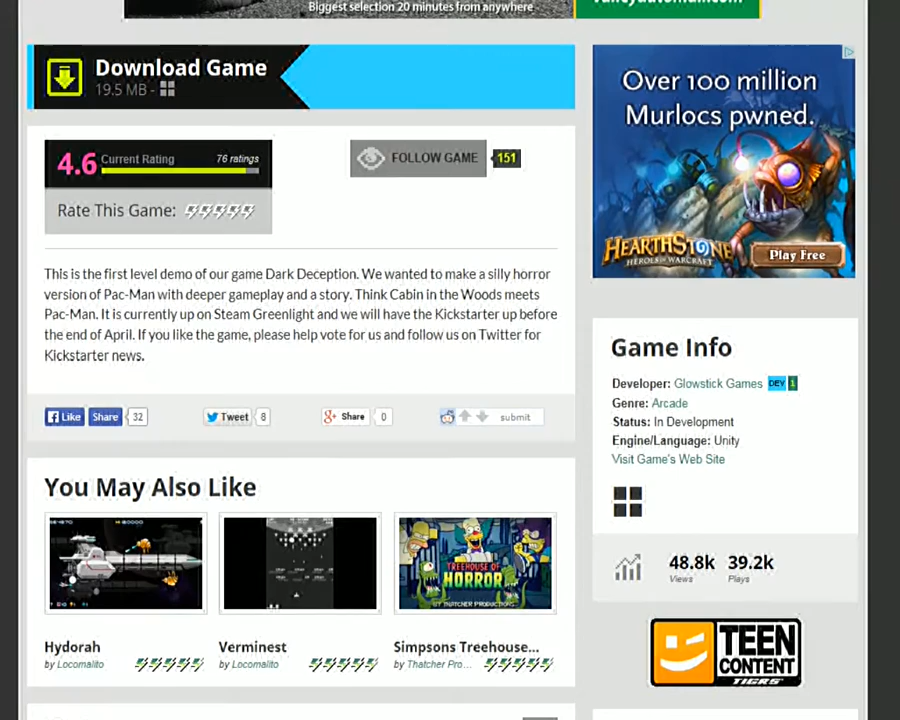 Biggest selection 20 minutes from anywhere
Download Game
19.5 MB -
4.6 Current Rating 76 ratings
Rate This Game:
FOLLOW GAME 151
This is the first level demo of our game Dark Deception. We wanted to make a silly horror
version of Pac-Man with deeper gameplay and a story. Think Cabin in the Woods meets
Pac-Man. It is currently up on Steam Greenlight and we will have the Kickstarter up before
the end of April. If you like the game, please help vote for us and follow us on Twitter for
Kickstarter news.
Like Share 32 Tweet 8 Share 0 submit
You May Also Like
TREEHOUSE OF
HORROR
BY THATCHER PRODUCTIONS
Hydorah
by Locomalito
Verminest
by Locomalito
Simpsons Treehouse...
by Thatcher Pro...
Over 100 million
Murlocs pwned.
HEARTHSTONE
HEROES OF WARCRAFT
Play Free
Game Info
Developer: Glowstick Games DEV 1
Genre: Arcade
Status: In Development
Engine/Language: Unity
Visit Game's Web Site
48.8k 39.2k
Views Plays
TEEN
CONTENT
TIGRS